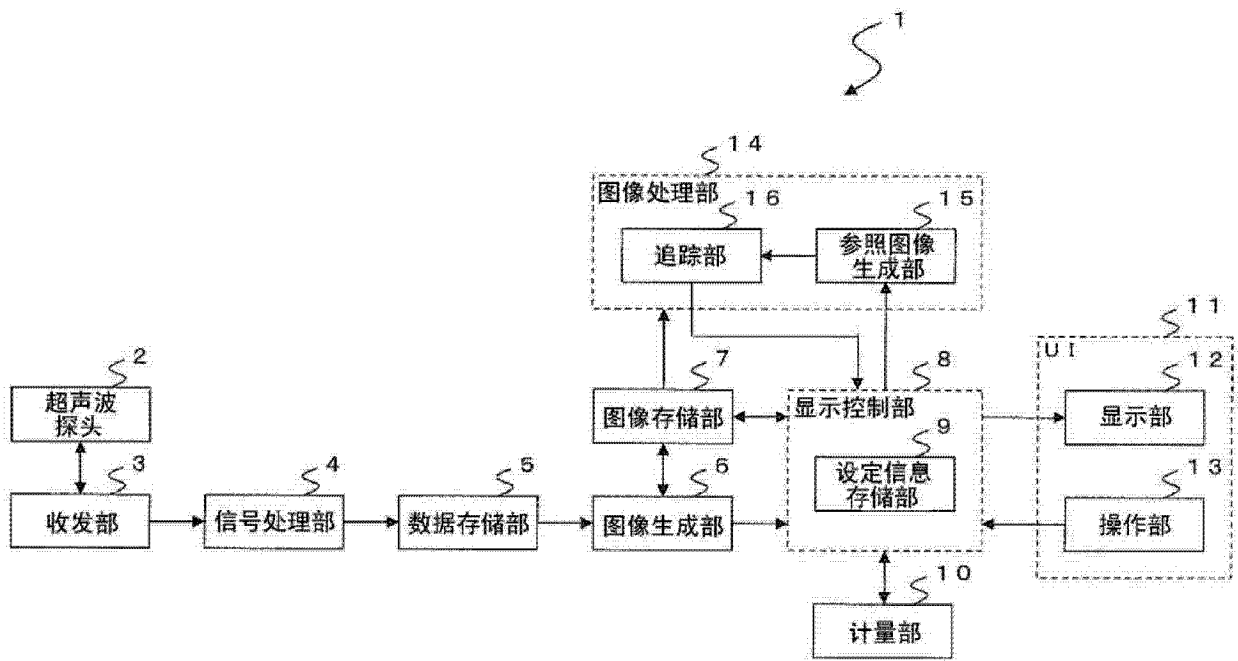 1
14
图像处理部
16
15
追踪部
参照图像
生成部
11
UI
2
7
8
12
超声波
探头
图像存储部
显示控制部
显示部
9
3
4
5
6
设定信息
存储部
13
收发部
信号处理部
数据存储部
图像生成部
操作部
10
计量部